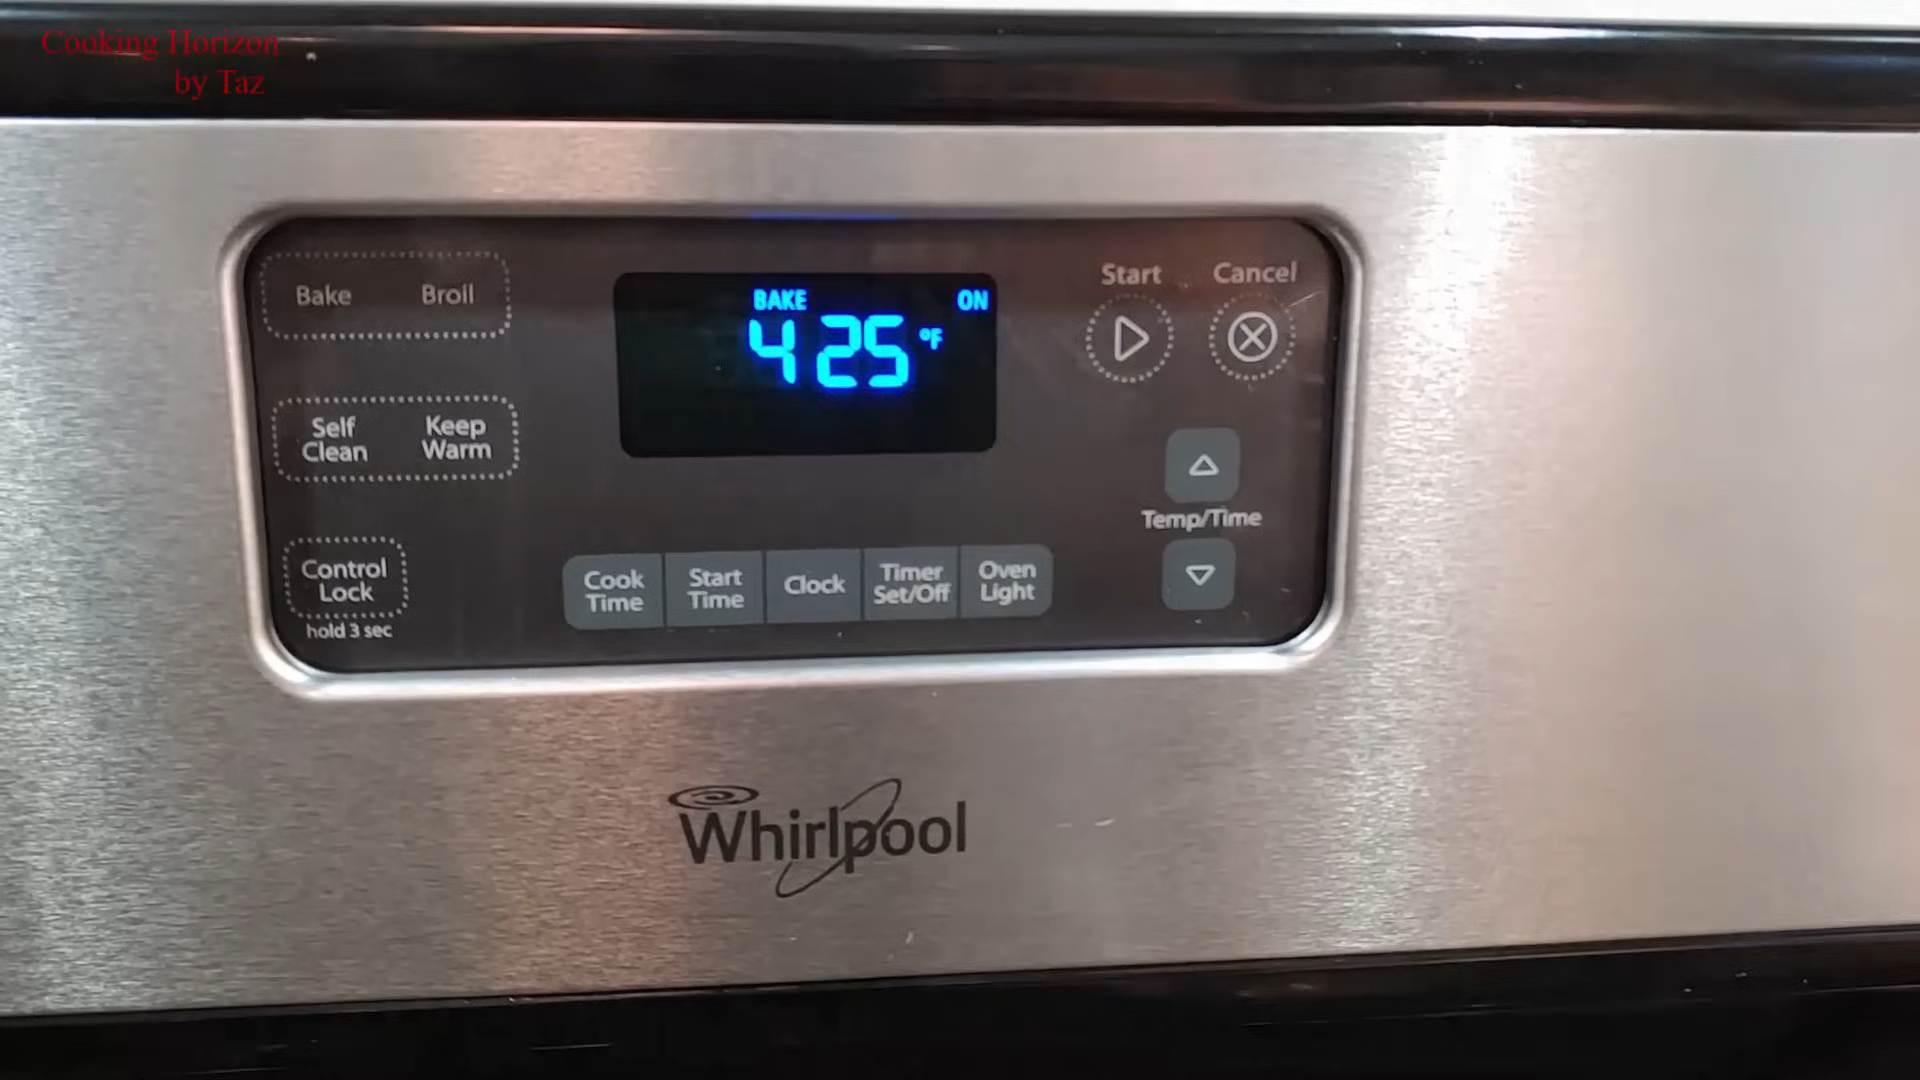 Cooking Horizon
by Taz
Bake
Broil
BAKE
ON
425 °F
Start
Cancel
Self
Clean
Keep
Warm
Temp/Time
Control
Lock
hold 3 sec
Cook
Time
Start
Time
Clock
Timer
Set/Off
Oven
Light
Whirlpool